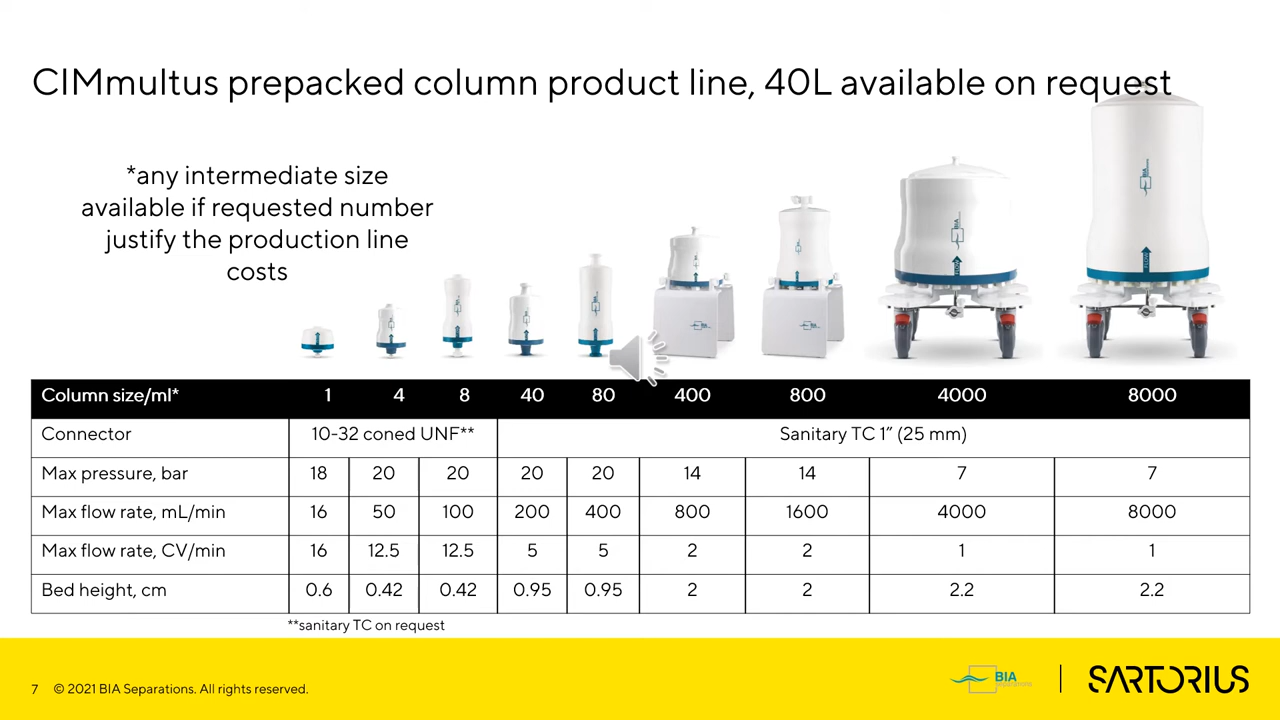 CIMmultus prepacked column product line, 40L available on request
*any intermediate size
available if requested number
justify the production line
costs
Column size/ml* 1 4 8 40 80 400 800 4000 8000
Connector 10-32 coned UNF** Sanitary TC 1” (25 mm)
Max pressure, bar 18 20 20 20 20 14 14 7 7
Max flow rate, mL/min 16 50 100 200 400 800 1600 4000 8000
Max flow rate, CV/min 16 12.5 12.5 5 5 2 2 1 1
Bed height, cm 0.6 0.42 0.42 0.95 0.95 2 2 2.2 2.2
**sanitary TC on request
7 © 2021 BIA Separations. All rights reserved.
BIA
SARTORIUS